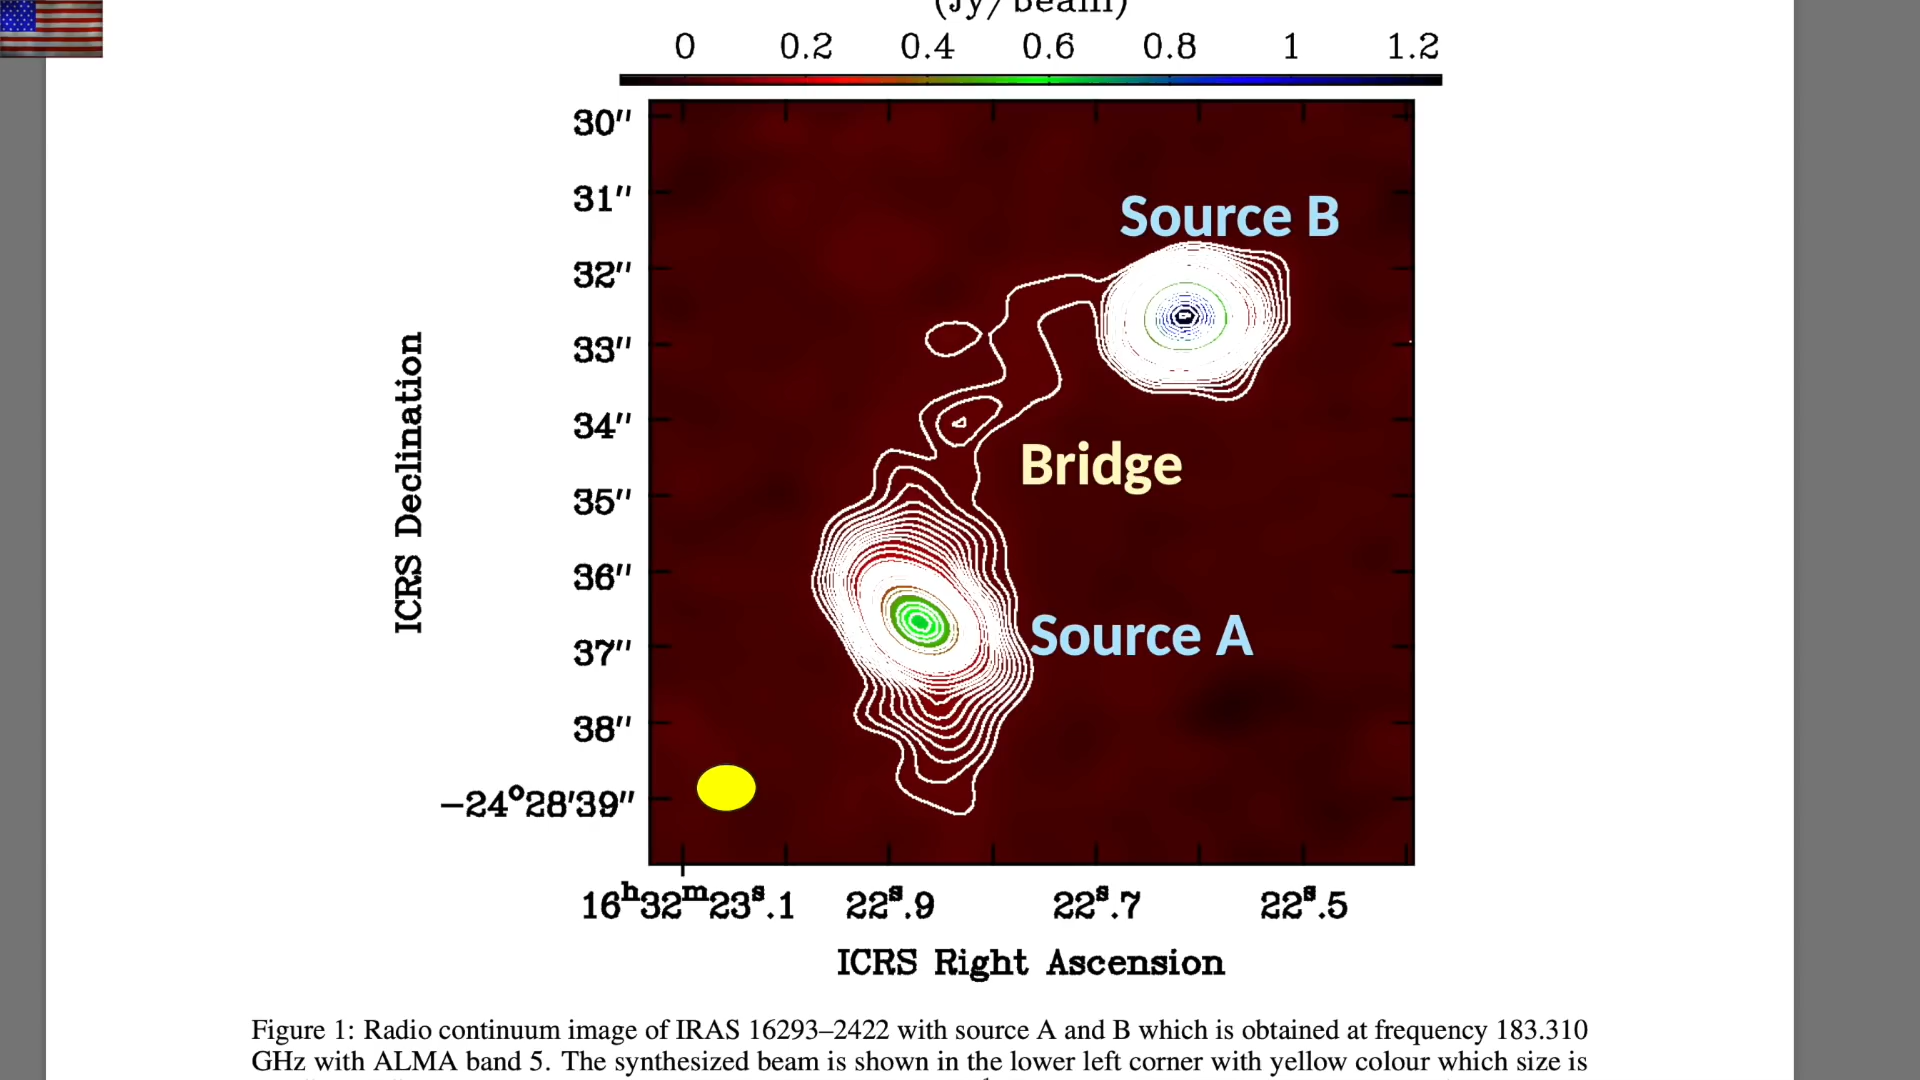 (Jy/beam)
0 0.2 0.4 0.6 0.8 1 1.2
30″
31″
Source B
32″
33″
34″
Bridge
35″
36″
Source A
37″
38″
−24°28′39″
ICRS Declination
16ʰ32ᵐ23ˢ.1 22ˢ.9 22ˢ.7 22ˢ.5
ICRS Right Ascension
Figure 1: Radio continuum image of IRAS 16293–2422 with source A and B which is obtained at frequency 183.310
GHz with ALMA band 5. The synthesized beam is shown in the lower left corner with yellow colour which size is